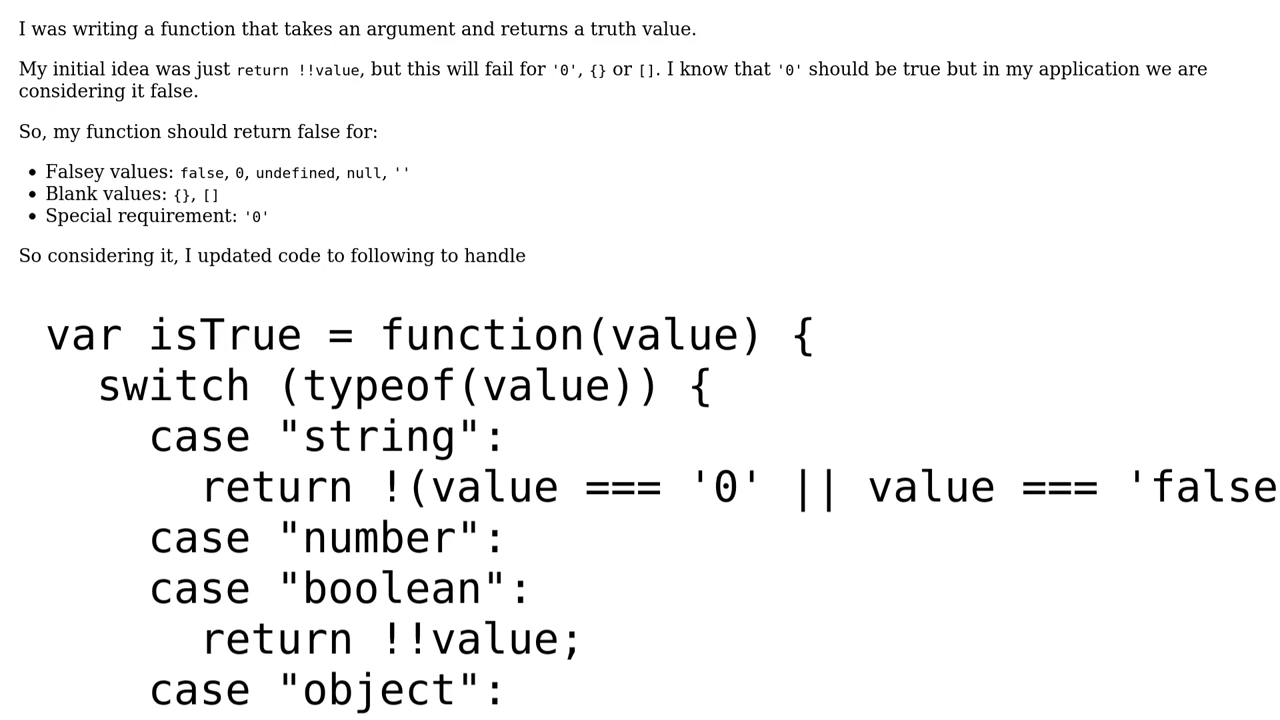 I was writing a function that takes an argument and returns a truth value.
My initial idea was just return !!value, but this will fail for '0', {} or []. I know that '0' should be true but in my application we are
considering it false.
So, my function should return false for:
• Falsey values: false, 0, undefined, null, ''
• Blank values: {}, []
• Special requirement: '0'
So considering it, I updated code to following to handle
var isTrue = function(value) {
  switch (typeof(value)) {
    case "string":
      return !(value === '0' || value === 'false
    case "number":
    case "boolean":
      return !!value;
    case "object":